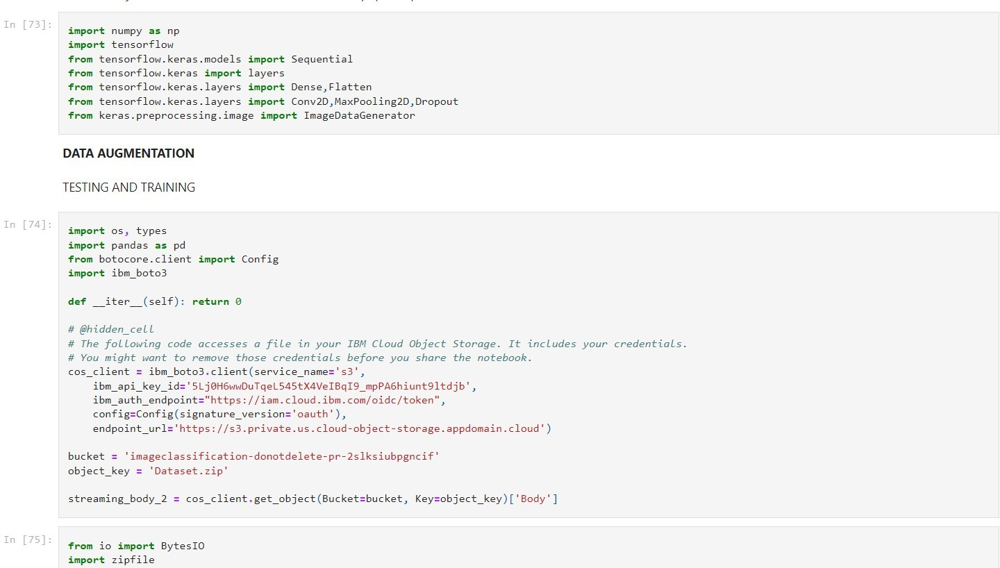 In [73]:
import numpy as np
import tensorflow
from tensorflow.keras.models import Sequential
from tensorflow.keras import layers
from tensorflow.keras.layers import Dense,Flatten
from tensorflow.keras.layers import Conv2D,MaxPooling2D,Dropout
from keras.preprocessing.image import ImageDataGenerator
DATA AUGMENTATION
TESTING AND TRAINING
In [74]:
import os, types
import pandas as pd
from botocore.client import Config
import ibm_boto3
def __iter__(self): return 0
# @hidden_cell
# The following code accesses a file in your IBM Cloud Object Storage. It includes your credentials.
# You might want to remove those credentials before you share the notebook.
cos_client = ibm_boto3.client(service_name='s3',
ibm_api_key_id='5Lj0H6wwDuTqeL545tX4VeIBqI9_mpPA6hiunt9ltdjb',
ibm_auth_endpoint="https://iam.cloud.ibm.com/oidc/token",
config=Config(signature_version='oauth'),
endpoint_url='https://s3.private.us.cloud-object-storage.appdomain.cloud')
bucket = 'imageclassification-donotdelete-pr-2slksiubpgncif'
object_key = 'Dataset.zip'
streaming_body_2 = cos_client.get_object(Bucket=bucket, Key=object_key)['Body']
In [75]:
from io import BytesIO
import zipfile